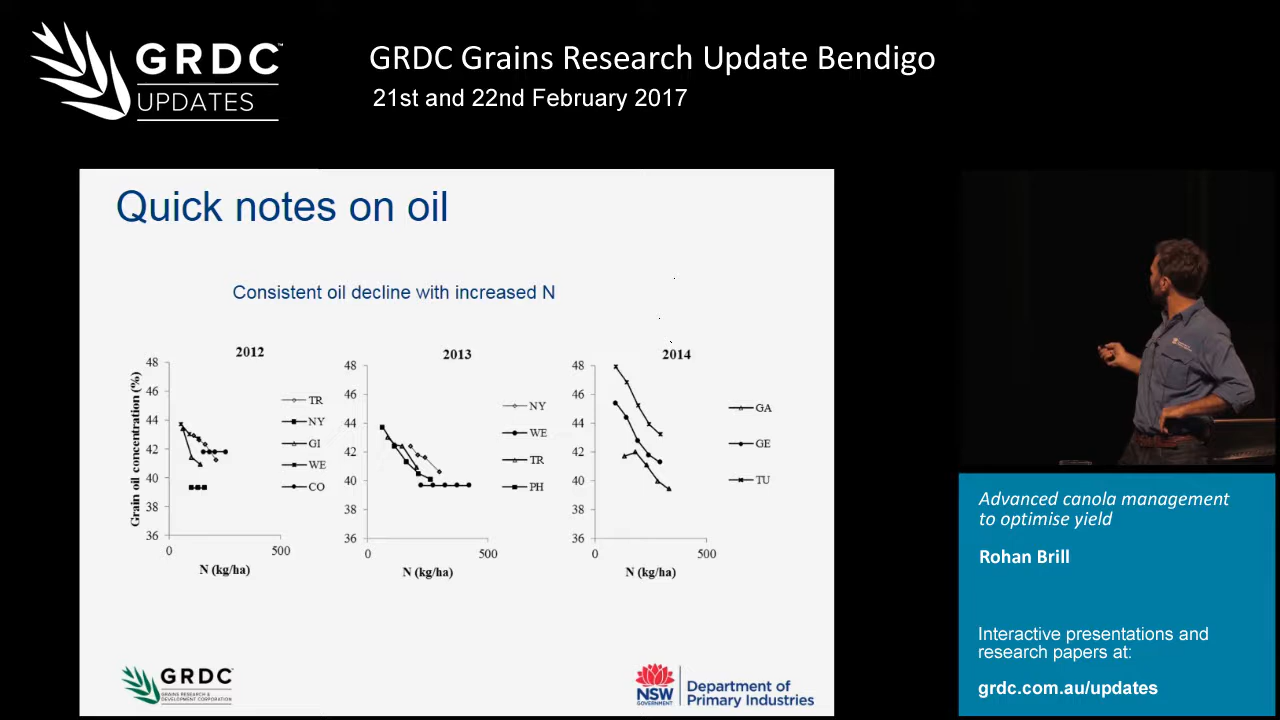 GRDC™
UPDATES
GRDC Grains Research Update Bendigo
21st and 22nd February 2017
Quick notes on oil
Consistent oil decline with increased N
2012
Grain oil concentration (%)
48
46
44
42
40
38
36
0
500
N (kg/ha)
TR
NY
GI
WE
CO
2013
48
46
44
42
40
38
36
0
500
N (kg/ha)
NY
WE
TR
PH
2014
48
46
44
42
40
38
36
0
500
N (kg/ha)
GA
GE
TU
GRDC™
GRAINS RESEARCH &
DEVELOPMENT CORPORATION
NSW
GOVERNMENT
Department of
Primary Industries
Advanced canola management
to optimise yield
Rohan Brill
Interactive presentations and
research papers at:
grdc.com.au/updates